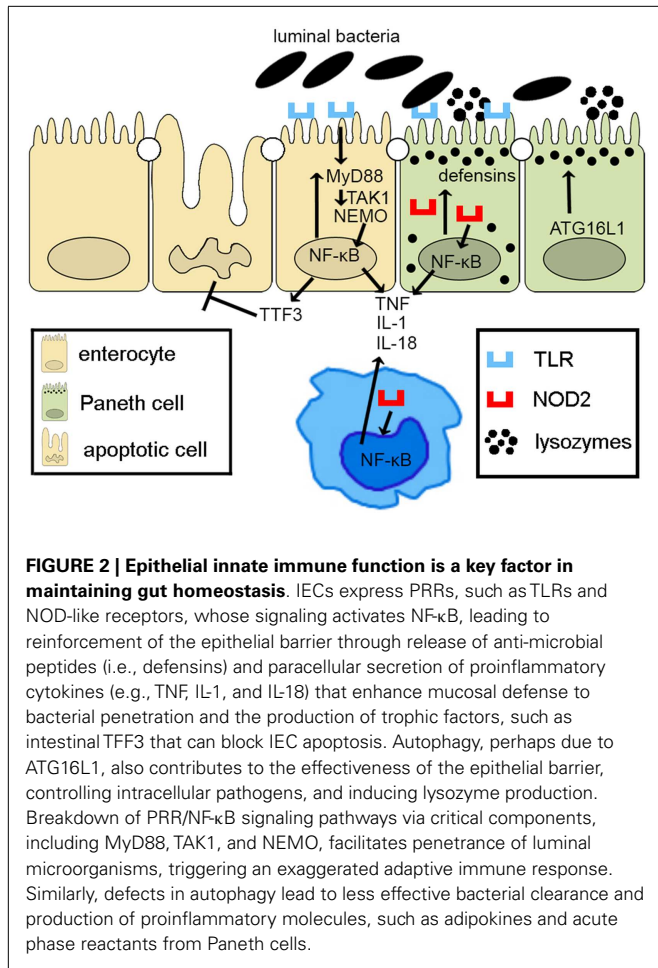 luminal bacteria
MyD88
TAK1
NEMO
NF-κB
defensins
NF-κB
ATG16L1
TTF3
TNF
IL-1
IL-18
NF-κB
enterocyte
Paneth cell
apoptotic cell
TLR
NOD2
lysozymes
FIGURE 2 | Epithelial innate immune function is a key factor in
maintaining gut homeostasis. IECs express PRRs, such as TLRs and
NOD-like receptors, whose signaling activates NF-κB, leading to
reinforcement of the epithelial barrier through release of anti-microbial
peptides (i.e., defensins) and paracellular secretion of proinflammatory
cytokines (e.g., TNF, IL-1, and IL-18) that enhance mucosal defense to
bacterial penetration and the production of trophic factors, such as
intestinal TFF3 that can block IEC apoptosis. Autophagy, perhaps due to
ATG16L1, also contributes to the effectiveness of the epithelial barrier,
controlling intracellular pathogens, and inducing lysozyme production.
Breakdown of PRR/NF-κB signaling pathways via critical components,
including MyD88, TAK1, and NEMO, facilitates penetrance of luminal
microorganisms, triggering an exaggerated adaptive immune response.
Similarly, defects in autophagy lead to less effective bacterial clearance and
production of proinflammatory molecules, such as adipokines and acute
phase reactants from Paneth cells.